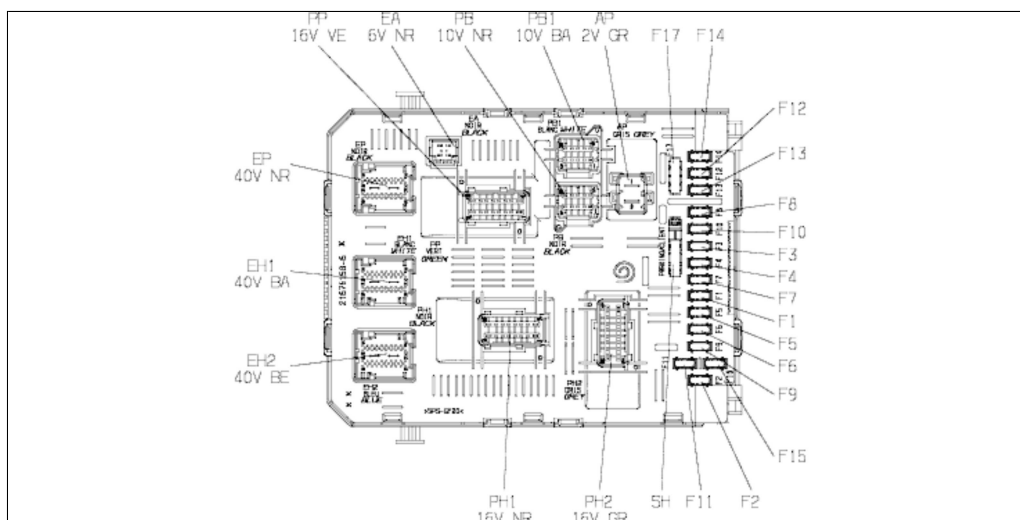 PP EA PB PB1 AP
16V VE 6V NR 10V NR 10V BA 2V GR F17 F14
EA
NOIR
BLACK
PB1
BLANC WHITE
AP
GRIS GREY
F12
EP
NOIR
BLACK
F13
EP
40V NR
F8
F10
PB
NOIR
BLACK
F3
EH1
BLANC
WHITE
PP
VERT
GREEN
F4
EH1
40V BA
F7
F1
PH1
NOIR
BLACK
F5
F6
EH2
40V BE
F9
EH2
BLEU
BLUE
PH2
GRIS
GREY
F15
PH1 PH2 SH F11 F2
16V NR 16V GR